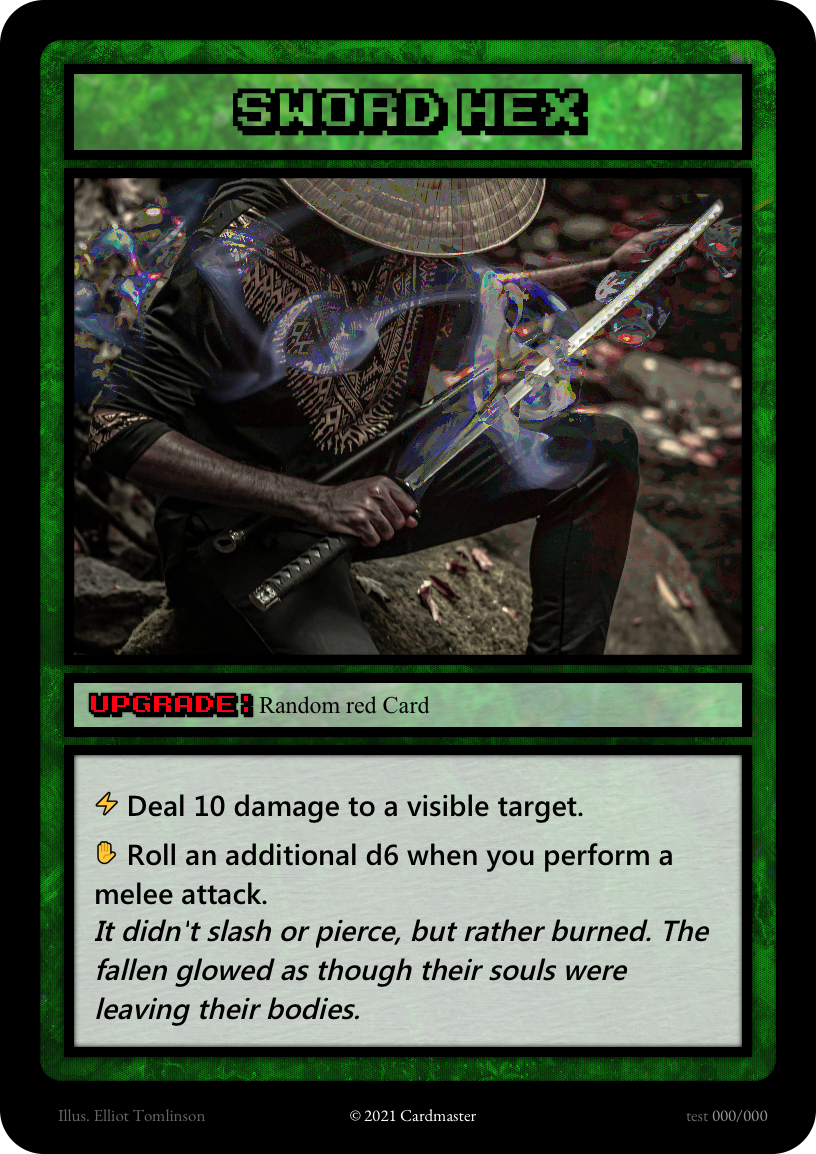 SWORD HEX
UPGRADE: Random red Card
⚡ Deal 10 damage to a visible target.
✋ Roll an additional d6 when you perform a
melee attack.
It didn't slash or pierce, but rather burned. The
fallen glowed as though their souls were
leaving their bodies.
Illus. Elliot Tomlinson © 2021 Cardmaster test 000/000